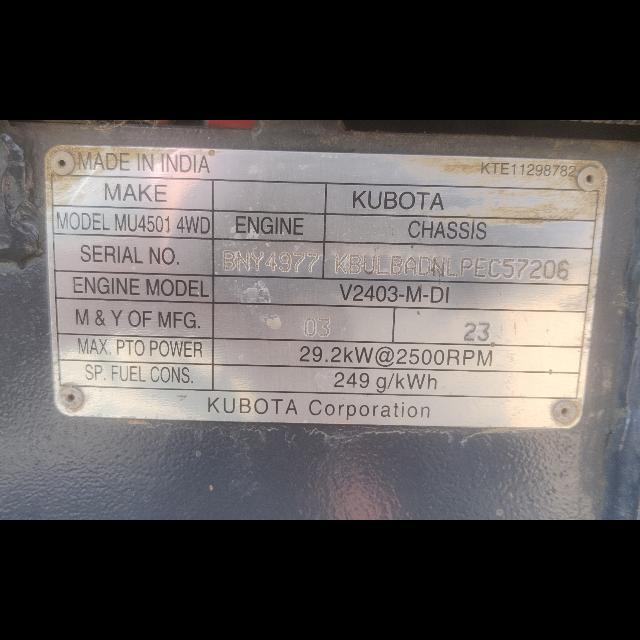 MADE IN INDIA KTE11298782
MAKE KUBOTA
MODEL MU4501 4WD ENGINE CHASSIS
SERIAL NO. BNY4977 KBULBADNLPEC57206
ENGINE MODEL V2403-M-DI
M & Y OF MFG. 03 23
MAX. PTO POWER 29.2kW@2500RPM
SP. FUEL CONS. 249 g/kWh
KUBOTA Corporation